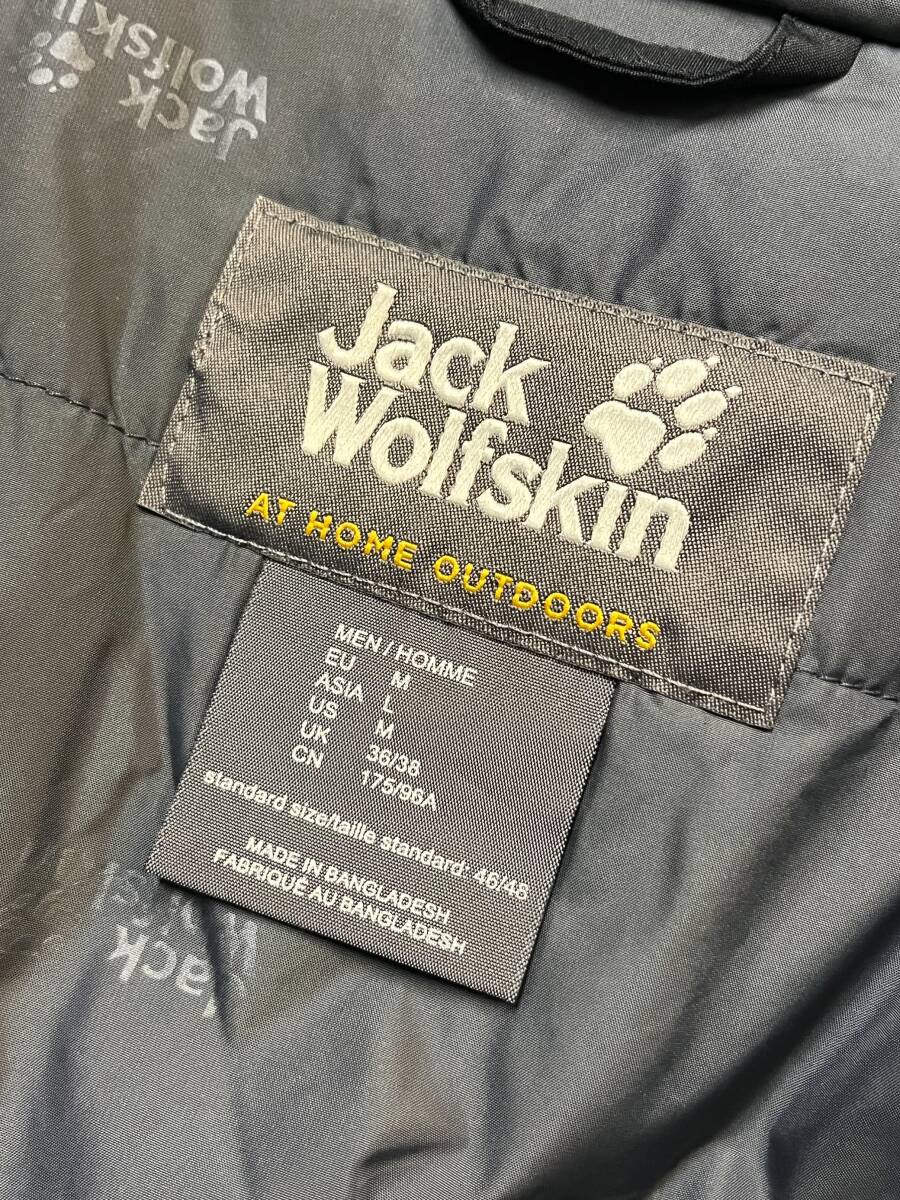 Jack
Wolfskin
Jack
Wolfskin
AT HOME OUTDOORS
MEN / HOMME
EU M
ASIA L
US M
UK 36/38
CN 175/96A
standard size/taille standard: 46/48
MADE IN BANGLADESH
FABRIQUÉ AU BANGLADESH
Jack